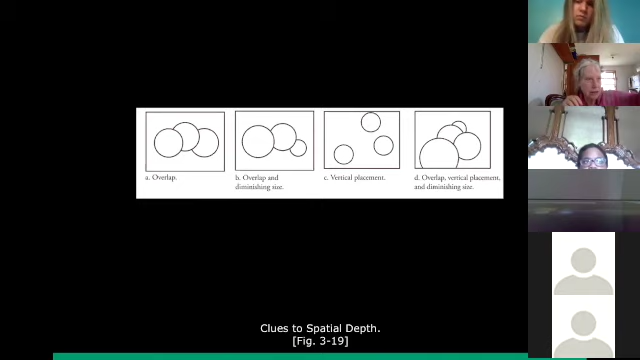 a. Overlap.
b. Overlap and
diminishing size.
c. Vertical placement.
d. Overlap, vertical placement,
and diminishing size.
Clues to Spatial Depth.
[Fig. 3-19]